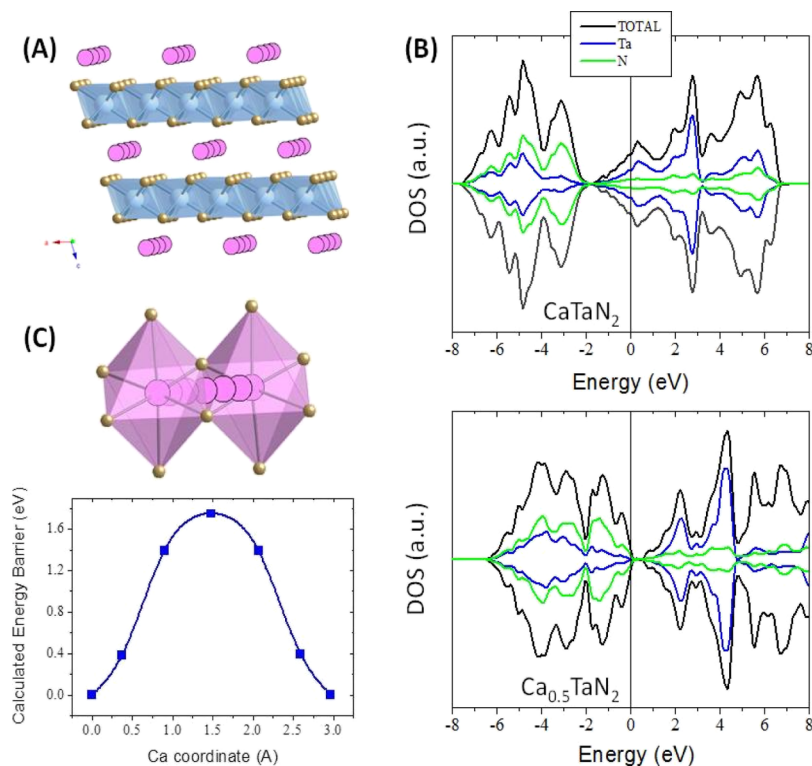 (A)
a
c
(B)
TOTAL
Ta
N
DOS (a.u.)
CaTaN₂
-8 -6 -4 -2 0 2 4 6 8
Energy (eV)
(C)
Calculated Energy Barrier (eV)
1.6
1.2
0.8
0.4
0.0
0.0 0.5 1.0 1.5 2.0 2.5 3.0
Ca coordinate (A)
DOS (a.u.)
Ca₀.₅TaN₂
-8 -6 -4 -2 0 2 4 6 8
Energy (eV)